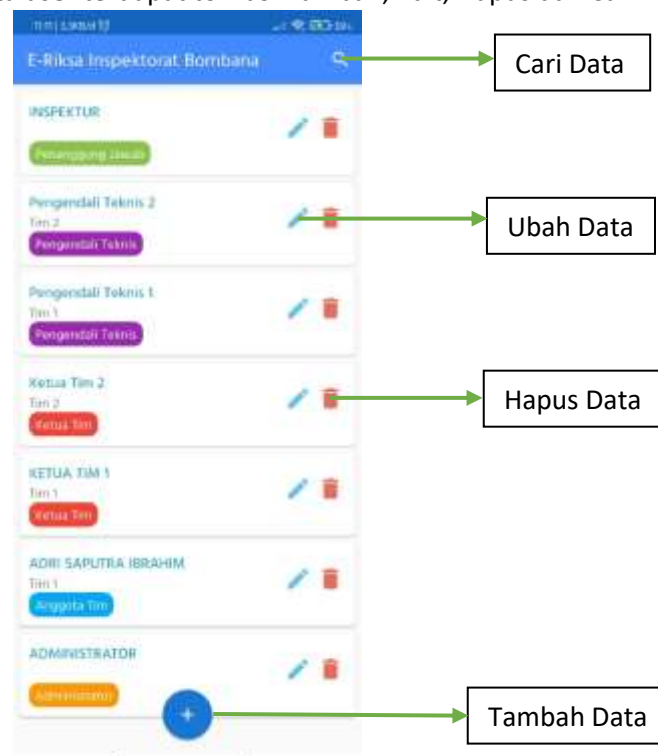 E-Riksa Inspektorat Bombana
Cari Data
INSPEKTUR
Penanggung Jawab
Pengendali Teknis 2
Tim 2
Pengendali Teknis
Ubah Data
Pengendali Teknis 1
Tim 1
Pengendali Teknis
Ketua Tim 2
Tim 2
Ketua Tim
Hapus Data
KETUA TIM 1
Tim 1
Ketua Tim
ADRI SAPUTRA IBRAHIM
Tim 1
Anggota Tim
ADMINISTRATOR
Administrator
+
Tambah Data